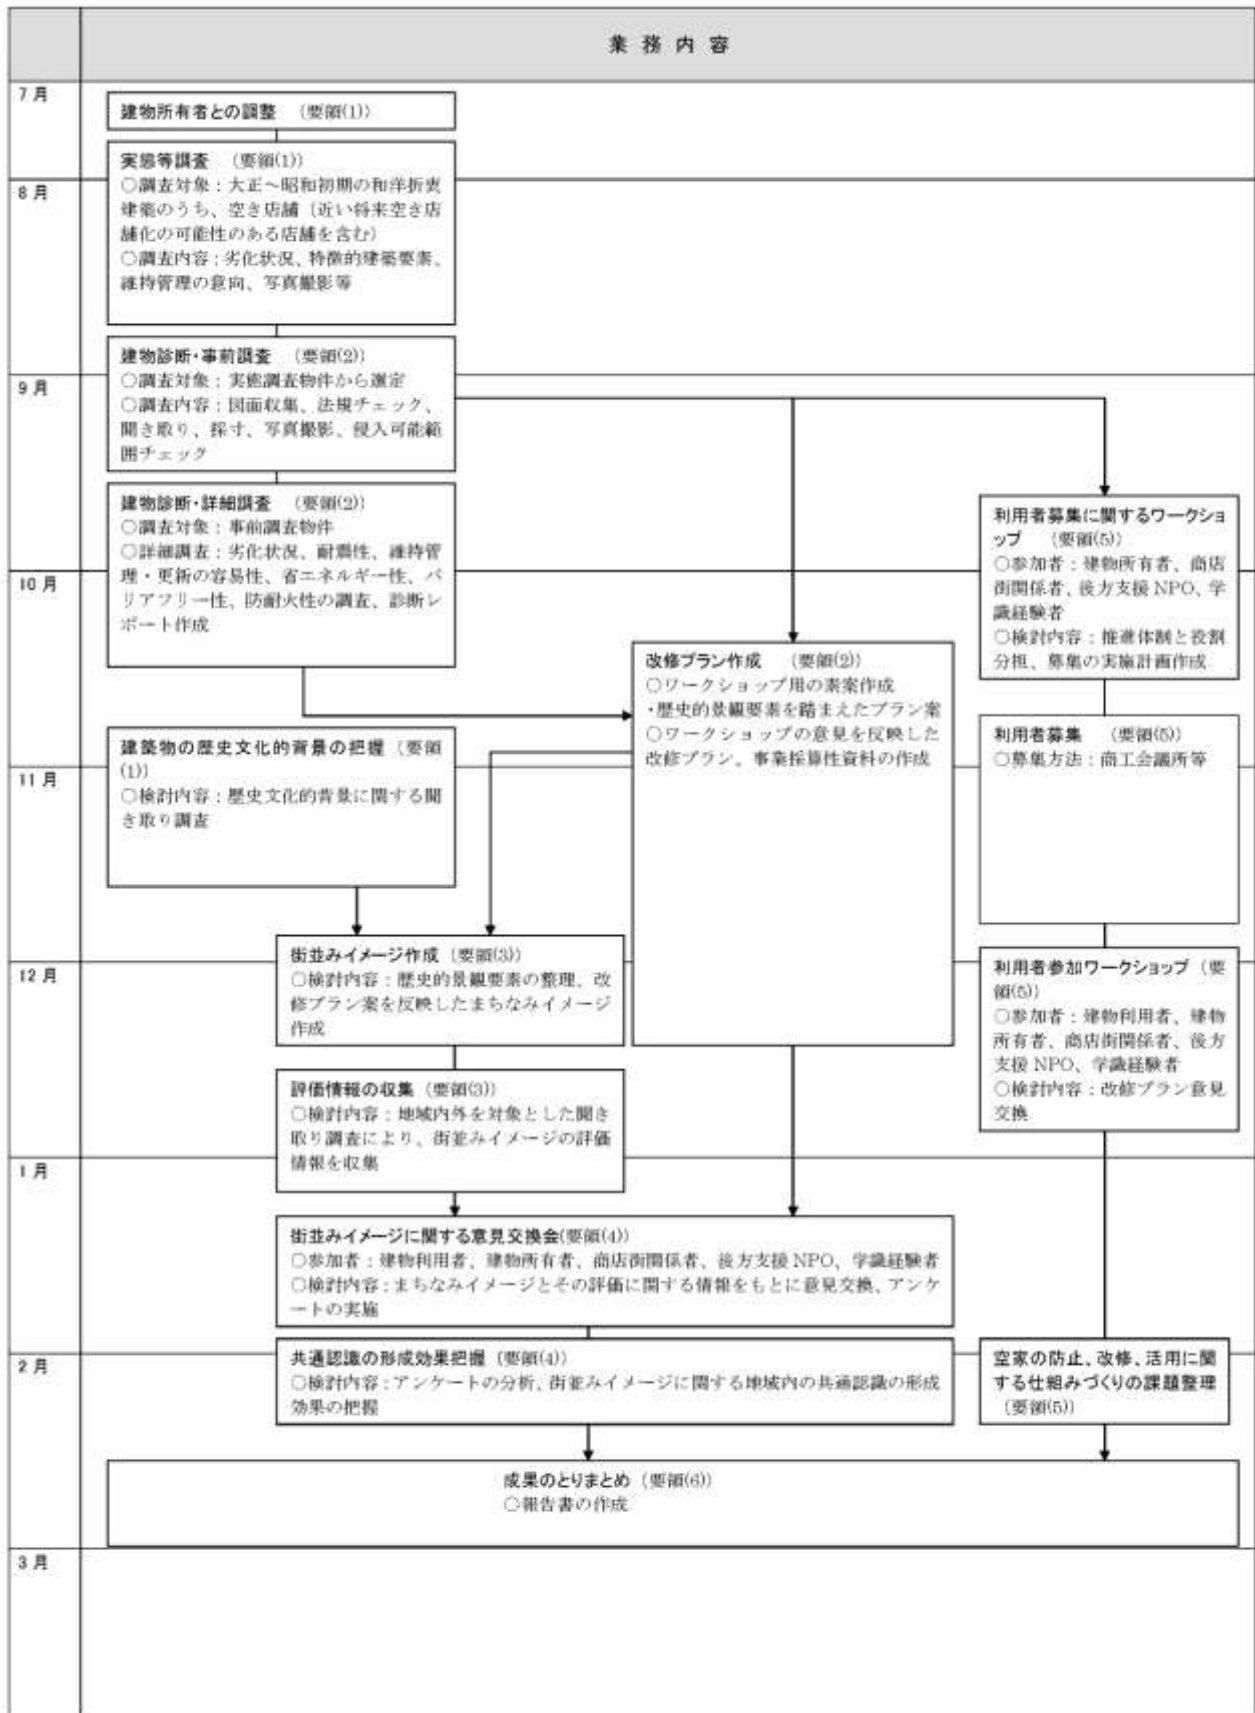 業 務 内 容
7 月
建物所有者との調整 （要領(1)）
実態等調査 （要領(1)）
○調査対象：大正～昭和初期の和洋折衷
建築のうち、空き店舗（近い将来空き店
舗化の可能性のある店舗を含む）
○調査内容：劣化状況、特徴的建築要素、
維持管理の意向、写真撮影等
8 月
建物診断・事前調査 （要領(2)）
○調査対象：実態調査物件から選定
○調査内容：図面収集、法規チェック、
聞き取り、採寸、写真撮影、侵入可能範
囲チェック
9 月
建物診断・詳細調査 （要領(2)）
○調査対象：事前調査物件
○詳細調査：劣化状況、耐震性、維持管
理・更新の容易性、省エネルギー性、バ
リアフリー性、防耐火性の調査、診断レ
ポート作成
利用者募集に関するワークショ
ップ （要領(5)）
○参加者：建物所有者、商店
街関係者、後方支援 NPO、学
識経験者
○検討内容：推進体制と役割
分担、募集の実施計画作成
10 月
改修プラン作成 （要領(2)）
○ワークショップ用の素案作成
・歴史的景観要素を踏まえたプラン案
○ワークショップの意見を反映した
改修プラン、事業採算性資料の作成
利用者募集 （要領(5)）
○募集方法：商工会議所等
建築物の歴史文化的背景の把握（要領
(1)）
○検討内容：歴史文化的背景に関する聞
き取り調査
11 月
街並みイメージ作成（要領(3)）
○検討内容：歴史的景観要素の整理、改
修プラン案を反映したまちなみイメージ
作成
利用者参加ワークショップ（要
領(5)）
○参加者：建物利用者、建物
所有者、商店街関係者、後方
支援 NPO、学識経験者
○検討内容：改修プラン意見
交換
12 月
評価情報の収集（要領(3)）
○検討内容：地域内外を対象とした聞き
取り調査により、街並みイメージの評価
情報を収集
1 月
街並みイメージに関する意見交換会(要領(4)）
○参加者：建物利用者、建物所有者、商店街関係者、後方支援 NPO、学識経験者
○検討内容：まちなみイメージとその評価に関する情報をもとに意見交換、アンケ
ートの実施
2 月
共通認識の形成効果把握（要領(4)）
○検討内容：アンケートの分析、街並みイメージに関する地域内の共通認識の形成
効果の把握
空家の防止、改修、活用に関
する仕組みづくりの課題整理
（要領(5)）
成果のとりまとめ（要領(6)）
○報告書の作成
3 月